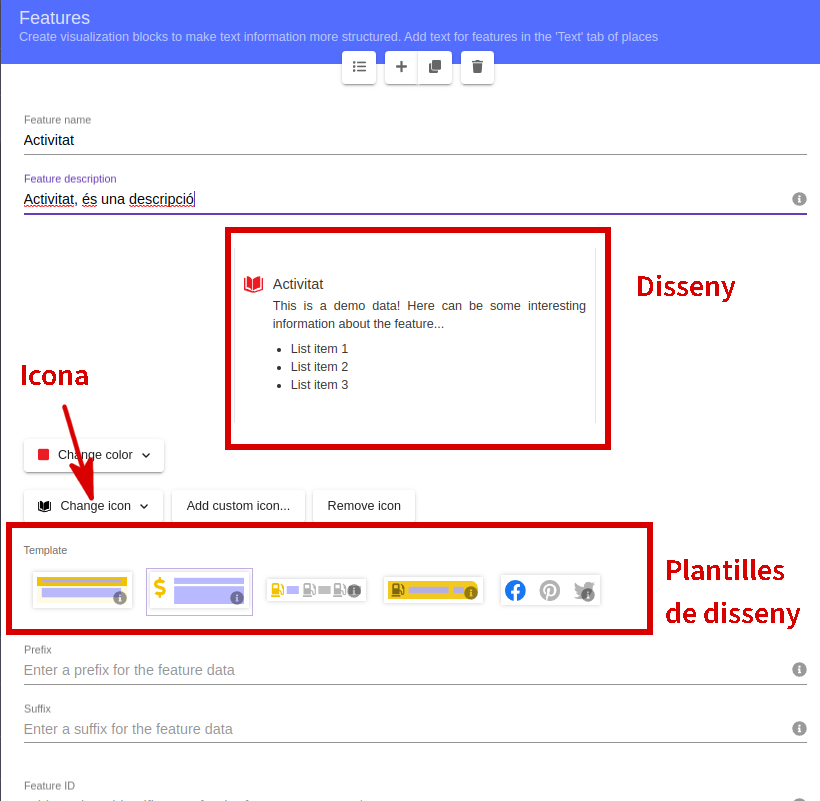 Features
Create visualization blocks to make text information more structured. Add text for features in the 'Text' tab of places
Feature name
Activitat
Feature description
Activitat, és una descripció
Activitat
This is a demo data! Here can be some interesting
information about the feature...
List item 1
List item 2
List item 3
Disseny
Icona
Change color
Change icon
Add custom icon...
Remove icon
Template
Plantilles
de disseny
Prefix
Enter a prefix for the feature data
Suffix
Enter a suffix for the feature data
Feature ID